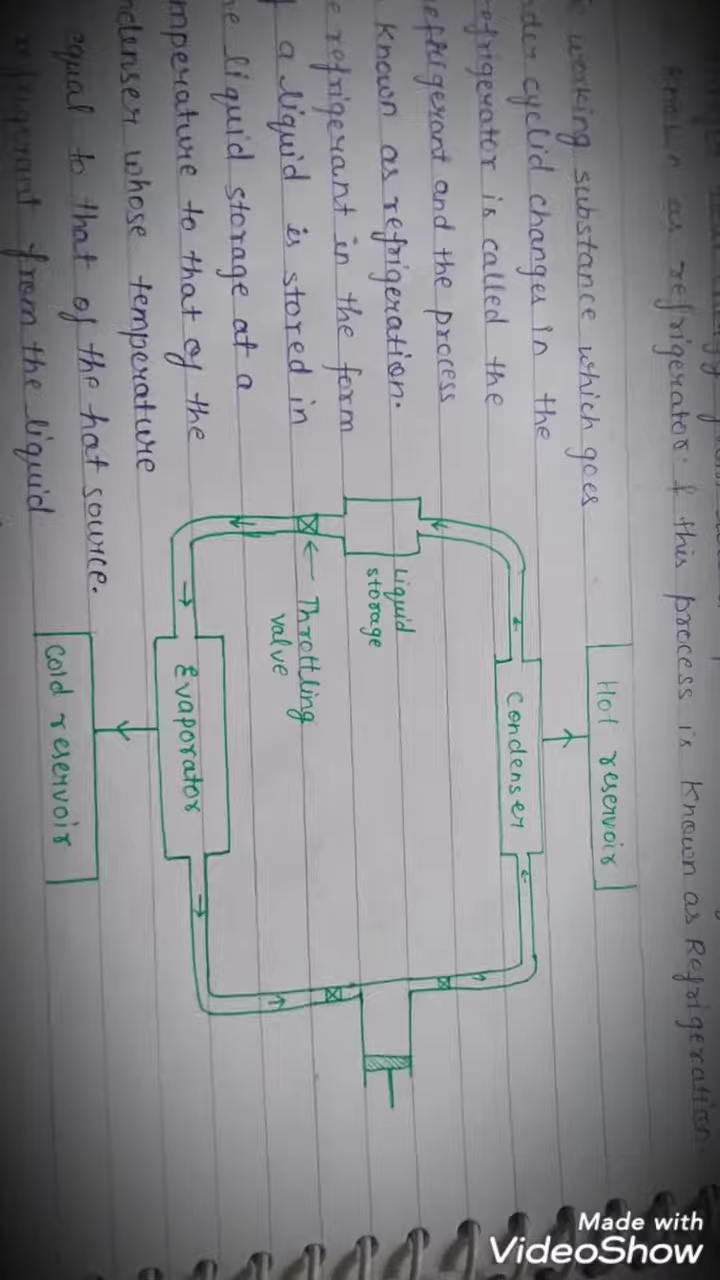 known as refrigerator & this process is known as Refrigeration.
working substance which goes
under cyclid changes in the
refrigerator is called the
refrigerant and the process
known as refrigeration.
refrigerant in the form
a liquid is stored in
liquid storage at a
temperature to that of the
condenser whose temperature
equal to that of the hot source.
refrigerant from the liquid
Hot reservoir
Condenser
Liquid
storage
← Throttling
valve
Evaporator
Cold reservoir
Made with
VideoShow